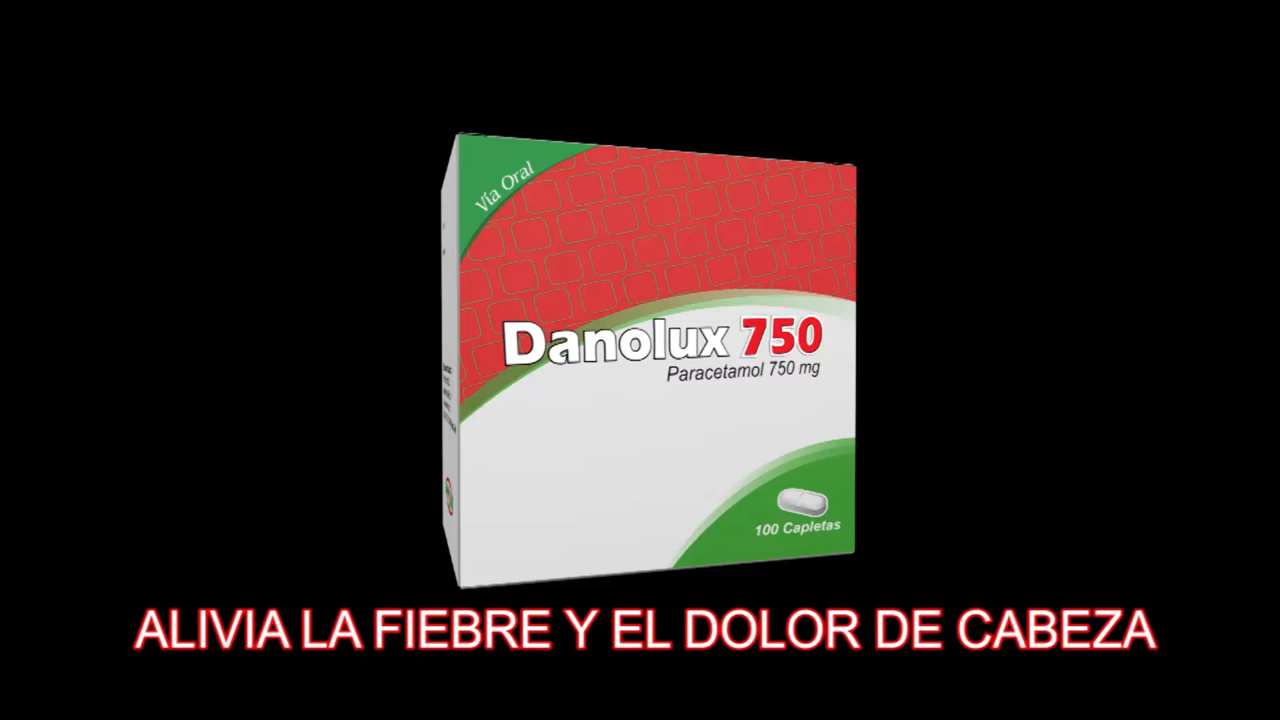 Vía Oral
Danolux 750
Paracetamol 750 mg
100 Capletas
ALIVIA LA FIEBRE Y EL DOLOR DE CABEZA